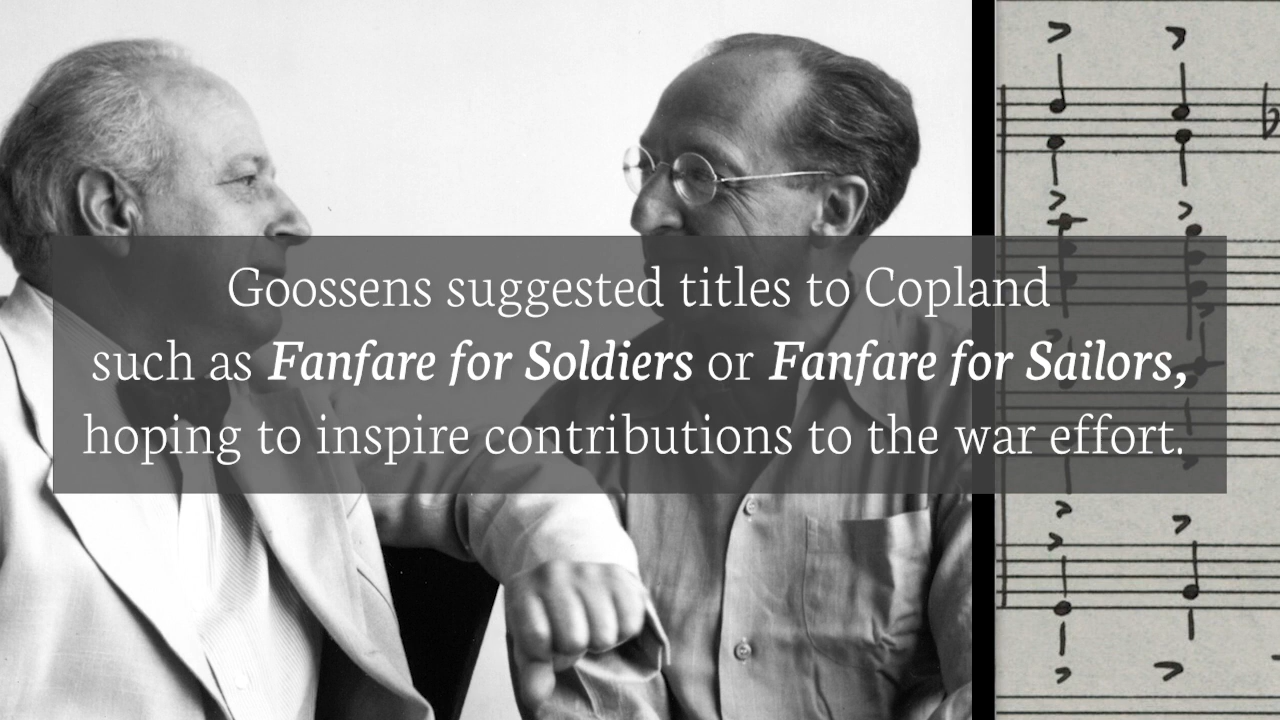 Goossens suggested titles to Copland
such as Fanfare for Soldiers or Fanfare for Sailors,
hoping to inspire contributions to the war effort.